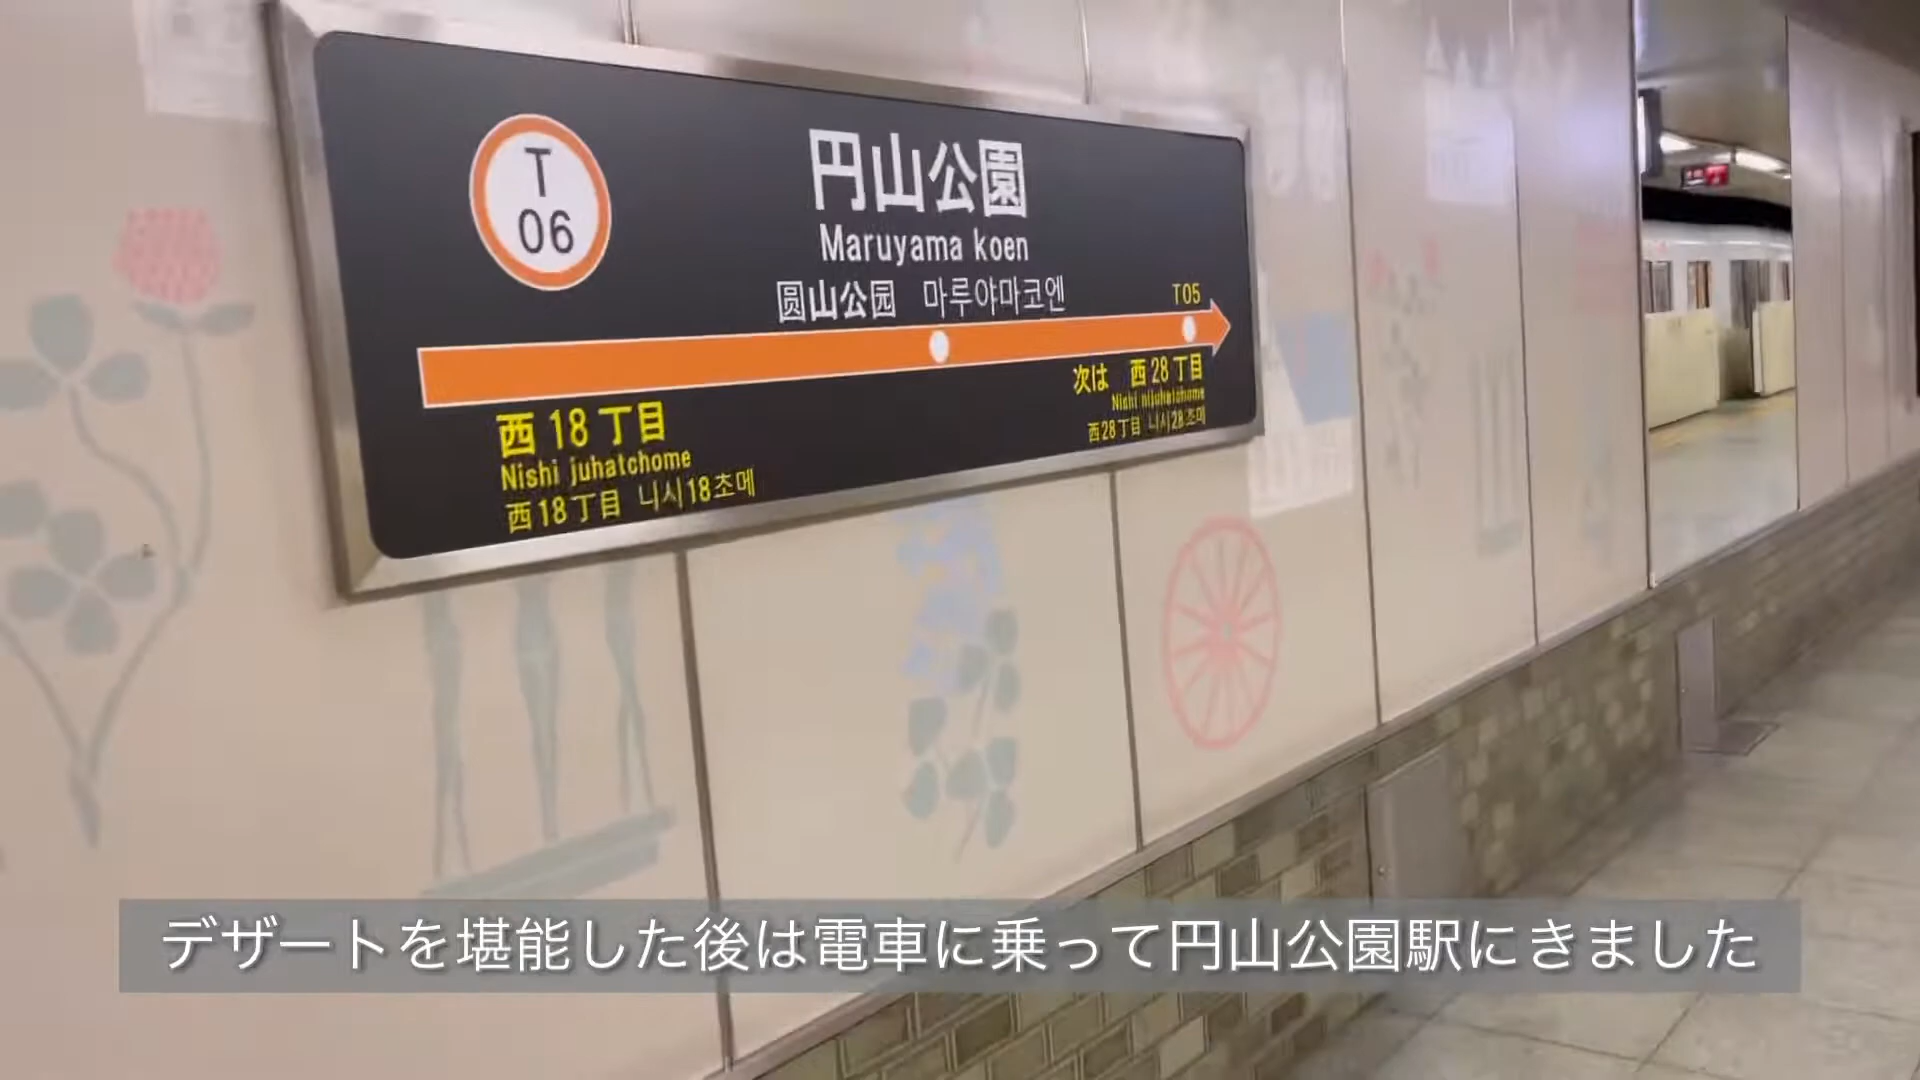 T
06
円山公園
Maruyama koen
圆山公园 마루야마코엔
T05
西18丁目
Nishi juhatchome
西18丁目 니시18초메
次は 西28丁目
Nishi nijuhatchome
西28丁目 니시28초메
デザートを堪能した後は電車に乗って円山公園駅にきました